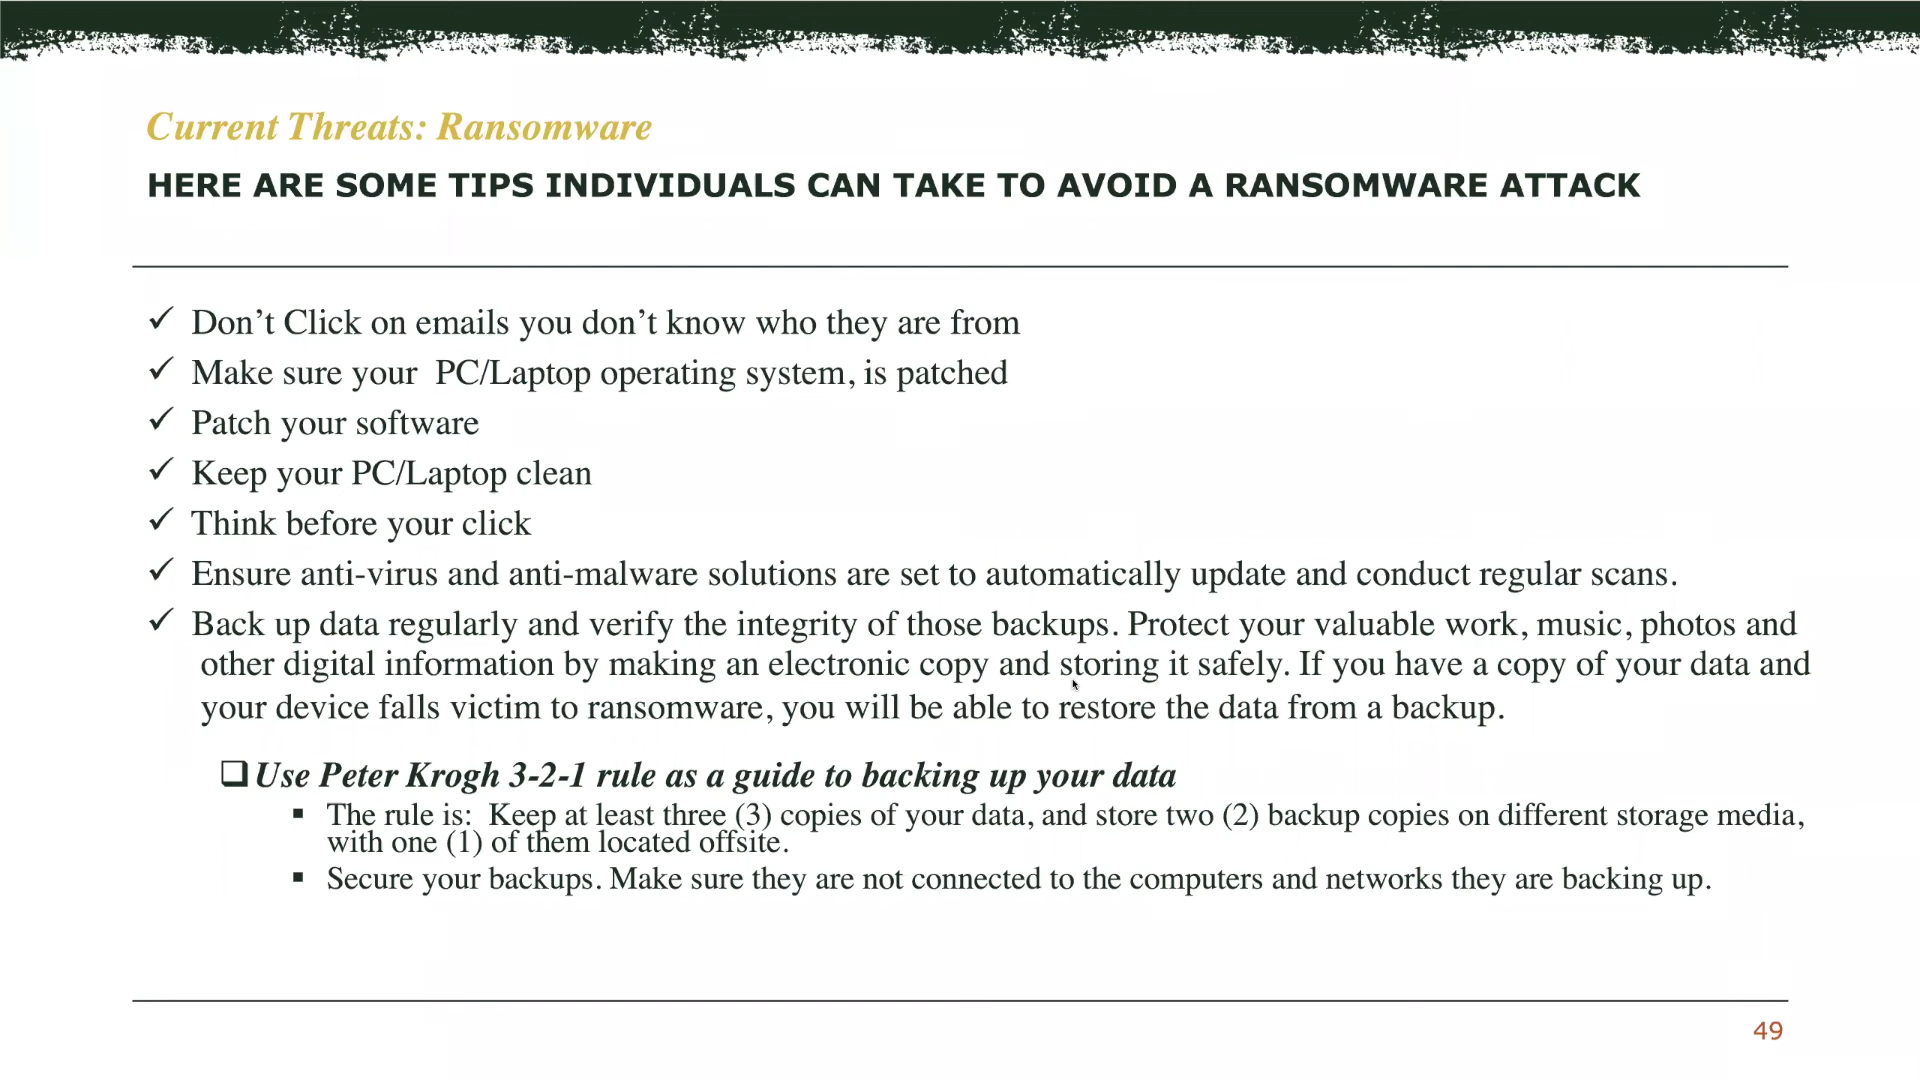 Current Threats: Ransomware
HERE ARE SOME TIPS INDIVIDUALS CAN TAKE TO AVOID A RANSOMWARE ATTACK
✓ Don’t Click on emails you don’t know who they are from
✓ Make sure your  PC/Laptop operating system, is patched
✓ Patch your software
✓ Keep your PC/Laptop clean
✓ Think before your click
✓ Ensure anti-virus and anti-malware solutions are set to automatically update and conduct regular scans.
✓ Back up data regularly and verify the integrity of those backups. Protect your valuable work, music, photos and
other digital information by making an electronic copy and storing it safely. If you have a copy of your data and
your device falls victim to ransomware, you will be able to restore the data from a backup.
❑ Use Peter Krogh 3-2-1 rule as a guide to backing up your data
▪ The rule is:  Keep at least three (3) copies of your data, and store two (2) backup copies on different storage media,
with one (1) of them located offsite.
▪ Secure your backups. Make sure they are not connected to the computers and networks they are backing up.
49